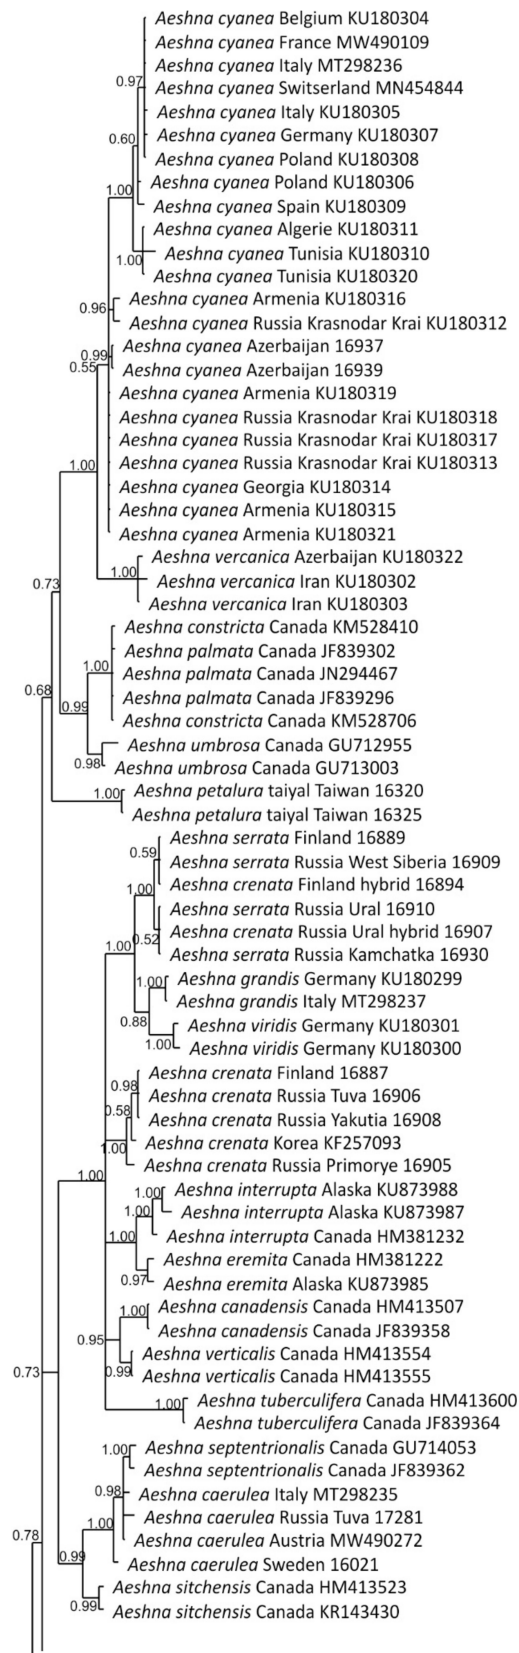 Aeshna cyanea Belgium KU180304
Aeshna cyanea France MW490109
Aeshna cyanea Italy MT298236
0.97
Aeshna cyanea Switserland MN454844
Aeshna cyanea Italy KU180305
Aeshna cyanea Germany KU180307
0.60
Aeshna cyanea Poland KU180308
Aeshna cyanea Poland KU180306
1.00
Aeshna cyanea Spain KU180309
Aeshna cyanea Algerie KU180311
Aeshna cyanea Tunisia KU180310
1.00
Aeshna cyanea Tunisia KU180320
Aeshna cyanea Armenia KU180316
0.96
Aeshna cyanea Russia Krasnodar Krai KU180312
Aeshna cyanea Azerbaijan 16937
0.99
0.55
Aeshna cyanea Azerbaijan 16939
Aeshna cyanea Armenia KU180319
Aeshna cyanea Russia Krasnodar Krai KU180318
Aeshna cyanea Russia Krasnodar Krai KU180317
1.00
Aeshna cyanea Russia Krasnodar Krai KU180313
Aeshna cyanea Georgia KU180314
Aeshna cyanea Armenia KU180315
Aeshna cyanea Armenia KU180321
Aeshna vercanica Azerbaijan KU180322
1.00
Aeshna vercanica Iran KU180302
0.73
Aeshna vercanica Iran KU180303
Aeshna constricta Canada KM528410
Aeshna palmata Canada JF839302
1.00
Aeshna palmata Canada JN294467
0.68
Aeshna palmata Canada JF839296
0.99
Aeshna constricta Canada KM528706
Aeshna umbrosa Canada GU712955
0.98
Aeshna umbrosa Canada GU713003
1.00
Aeshna petalura taiyal Taiwan 16320
Aeshna petalura taiyal Taiwan 16325
Aeshna serrata Finland 16889
0.59
Aeshna serrata Russia West Siberia 16909
1.00
Aeshna crenata Finland hybrid 16894
Aeshna serrata Russia Ural 16910
Aeshna crenata Russia Ural hybrid 16907
0.52
1.00
Aeshna serrata Russia Kamchatka 16930
1.00
Aeshna grandis Germany KU180299
Aeshna grandis Italy MT298237
0.88
Aeshna viridis Germany KU180301
1.00
Aeshna viridis Germany KU180300
Aeshna crenata Finland 16887
0.98
Aeshna crenata Russia Tuva 16906
0.58
Aeshna crenata Russia Yakutia 16908
Aeshna crenata Korea KF257093
1.00
Aeshna crenata Russia Primorye 16905
1.00
1.00
Aeshna interrupta Alaska KU873988
1.00
Aeshna interrupta Alaska KU873987
1.00
Aeshna interrupta Canada HM381232
Aeshna eremita Canada HM381222
0.97
Aeshna eremita Alaska KU873985
1.00
Aeshna canadensis Canada HM413507
0.95
Aeshna canadensis Canada JF839358
Aeshna verticalis Canada HM413554
0.99
0.73
Aeshna verticalis Canada HM413555
1.00
Aeshna tuberculifera Canada HM413600
Aeshna tuberculifera Canada JF839364
1.00
Aeshna septentrionalis Canada GU714053
Aeshna septentrionalis Canada JF839362
0.98
Aeshna caerulea Italy MT298235
1.00
Aeshna caerulea Russia Tuva 17281
0.78
Aeshna caerulea Austria MW490272
0.99
Aeshna caerulea Sweden 16021
Aeshna sitchensis Canada HM413523
0.99
Aeshna sitchensis Canada KR143430